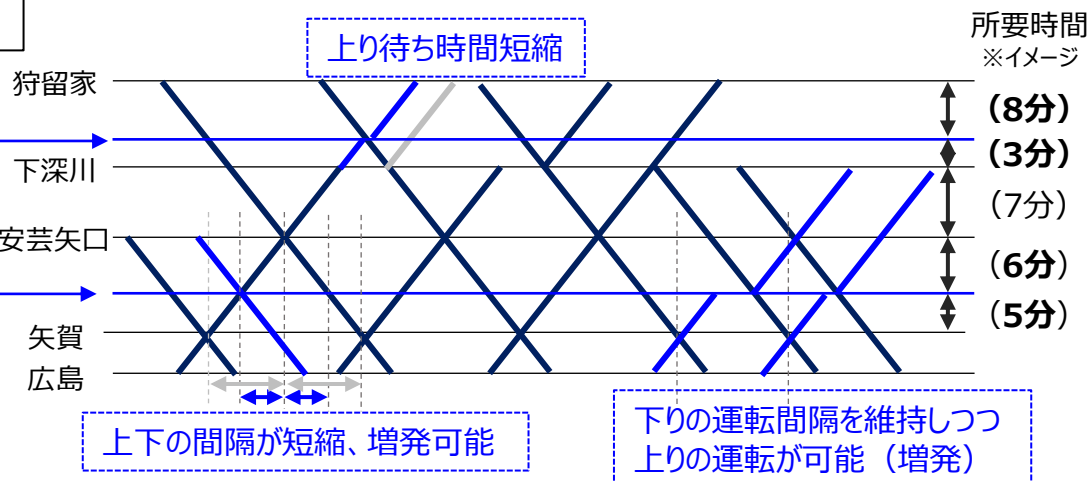 所要時間
※イメージ
上り待ち時間短縮
狩留家
(8分)
(3分)
下深川
(7分)
安芸矢口
(6分)
(5分)
矢賀
広島
上下の間隔が短縮、増発可能
下りの運転間隔を維持しつつ
上りの運転が可能（増発）